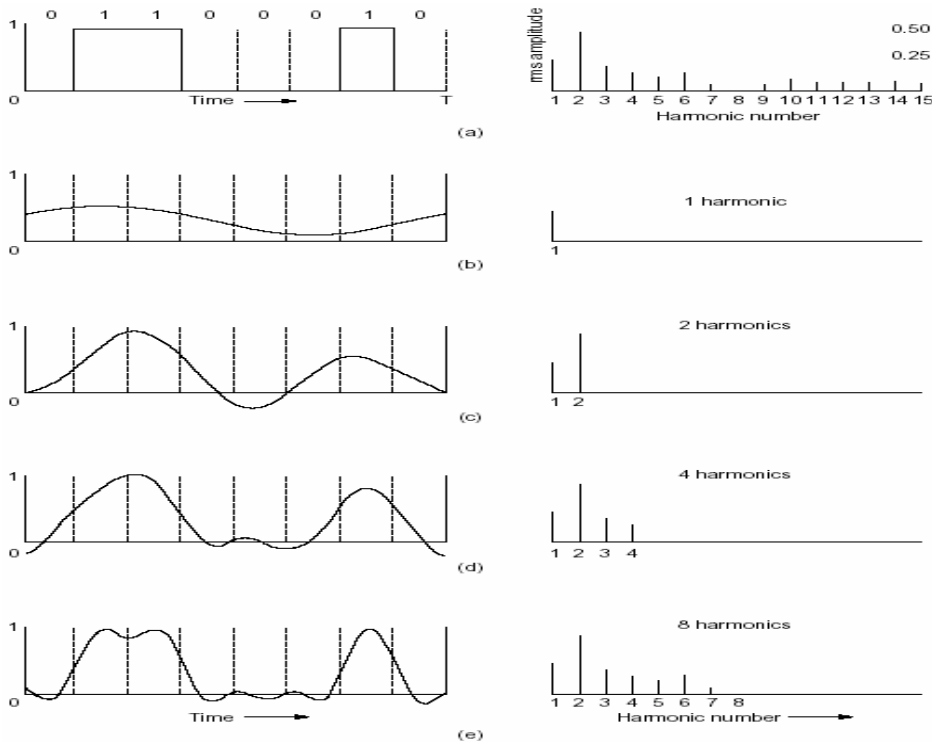 0 1 1 0 0 0 1 0
1
0
Time
T
rms amplitude
0.50
0.25
1 2 3 4 5 6 7 8 9 10 11 12 13 14 15
Harmonic number
(a)
1
0
1 harmonic
1
(b)
1
0
2 harmonics
1 2
(c)
1
0
4 harmonics
1 2 3 4
(d)
1
0
Time
8 harmonics
1 2 3 4 5 6 7 8
Harmonic number
(e)